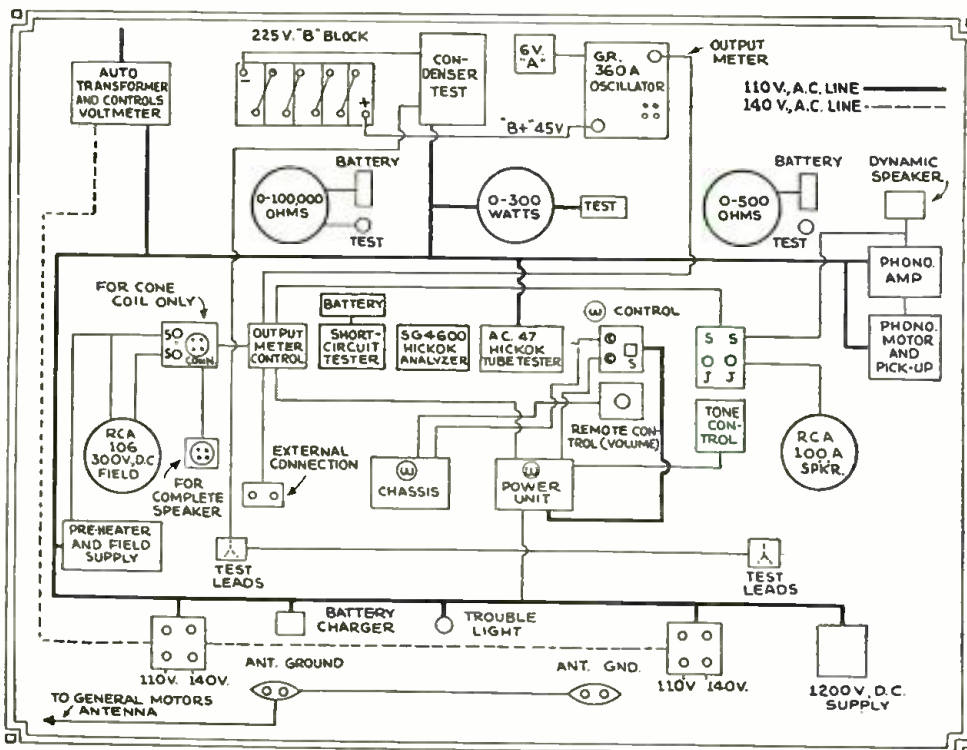 225 V. "B" BLOCK
-
+
AUTO
TRANSFORMER
AND CONTROLS
VOLTMETER
CON-
DENSER
TEST
6 V.
"A"
G.R.
360 A
OSCILLATOR
OUTPUT
METER
110 V., A.C. LINE
140 V., A.C. LINE
"B+" 45V
BATTERY
0-100,000
OHMS
TEST
0-300
WATTS
TEST
BATTERY
0-500
OHMS
TEST
DYNAMIC
SPEAKER
PHONO.
AMP
PHONO.
MOTOR
AND
PICK-UP
FOR CONE
COIL ONLY
S
S
COMN.
OUTPUT
METER
CONTROL
BATTERY
SHORT-
CIRCUIT
TESTER
SG4600
HICKOK
ANALYZER
A.C. 47
HICKOK
TUBE TESTER
CONTROL
S
S S
J J
REMOTE CON-
TROL (VOLUME)
TONE
CON-
TROL
RCA
100 A
SPKR.
RCA
106
300V, D.C.
FIELD
FOR
COMPLETE
SPEAKER
EXTERNAL
CONNECTION
CHASSIS
POWER
UNIT
PRE-HEATER
AND FIELD
SUPPLY
TEST
LEADS
TEST
LEADS
BATTERY
CHARGER
TROUBLE
LIGHT
110V. 140V.
ANT. GROUND
ANT. GND.
110V 140V.
1200 V, D.C.
SUPPLY
TO GENERAL MOTORS
ANTENNA